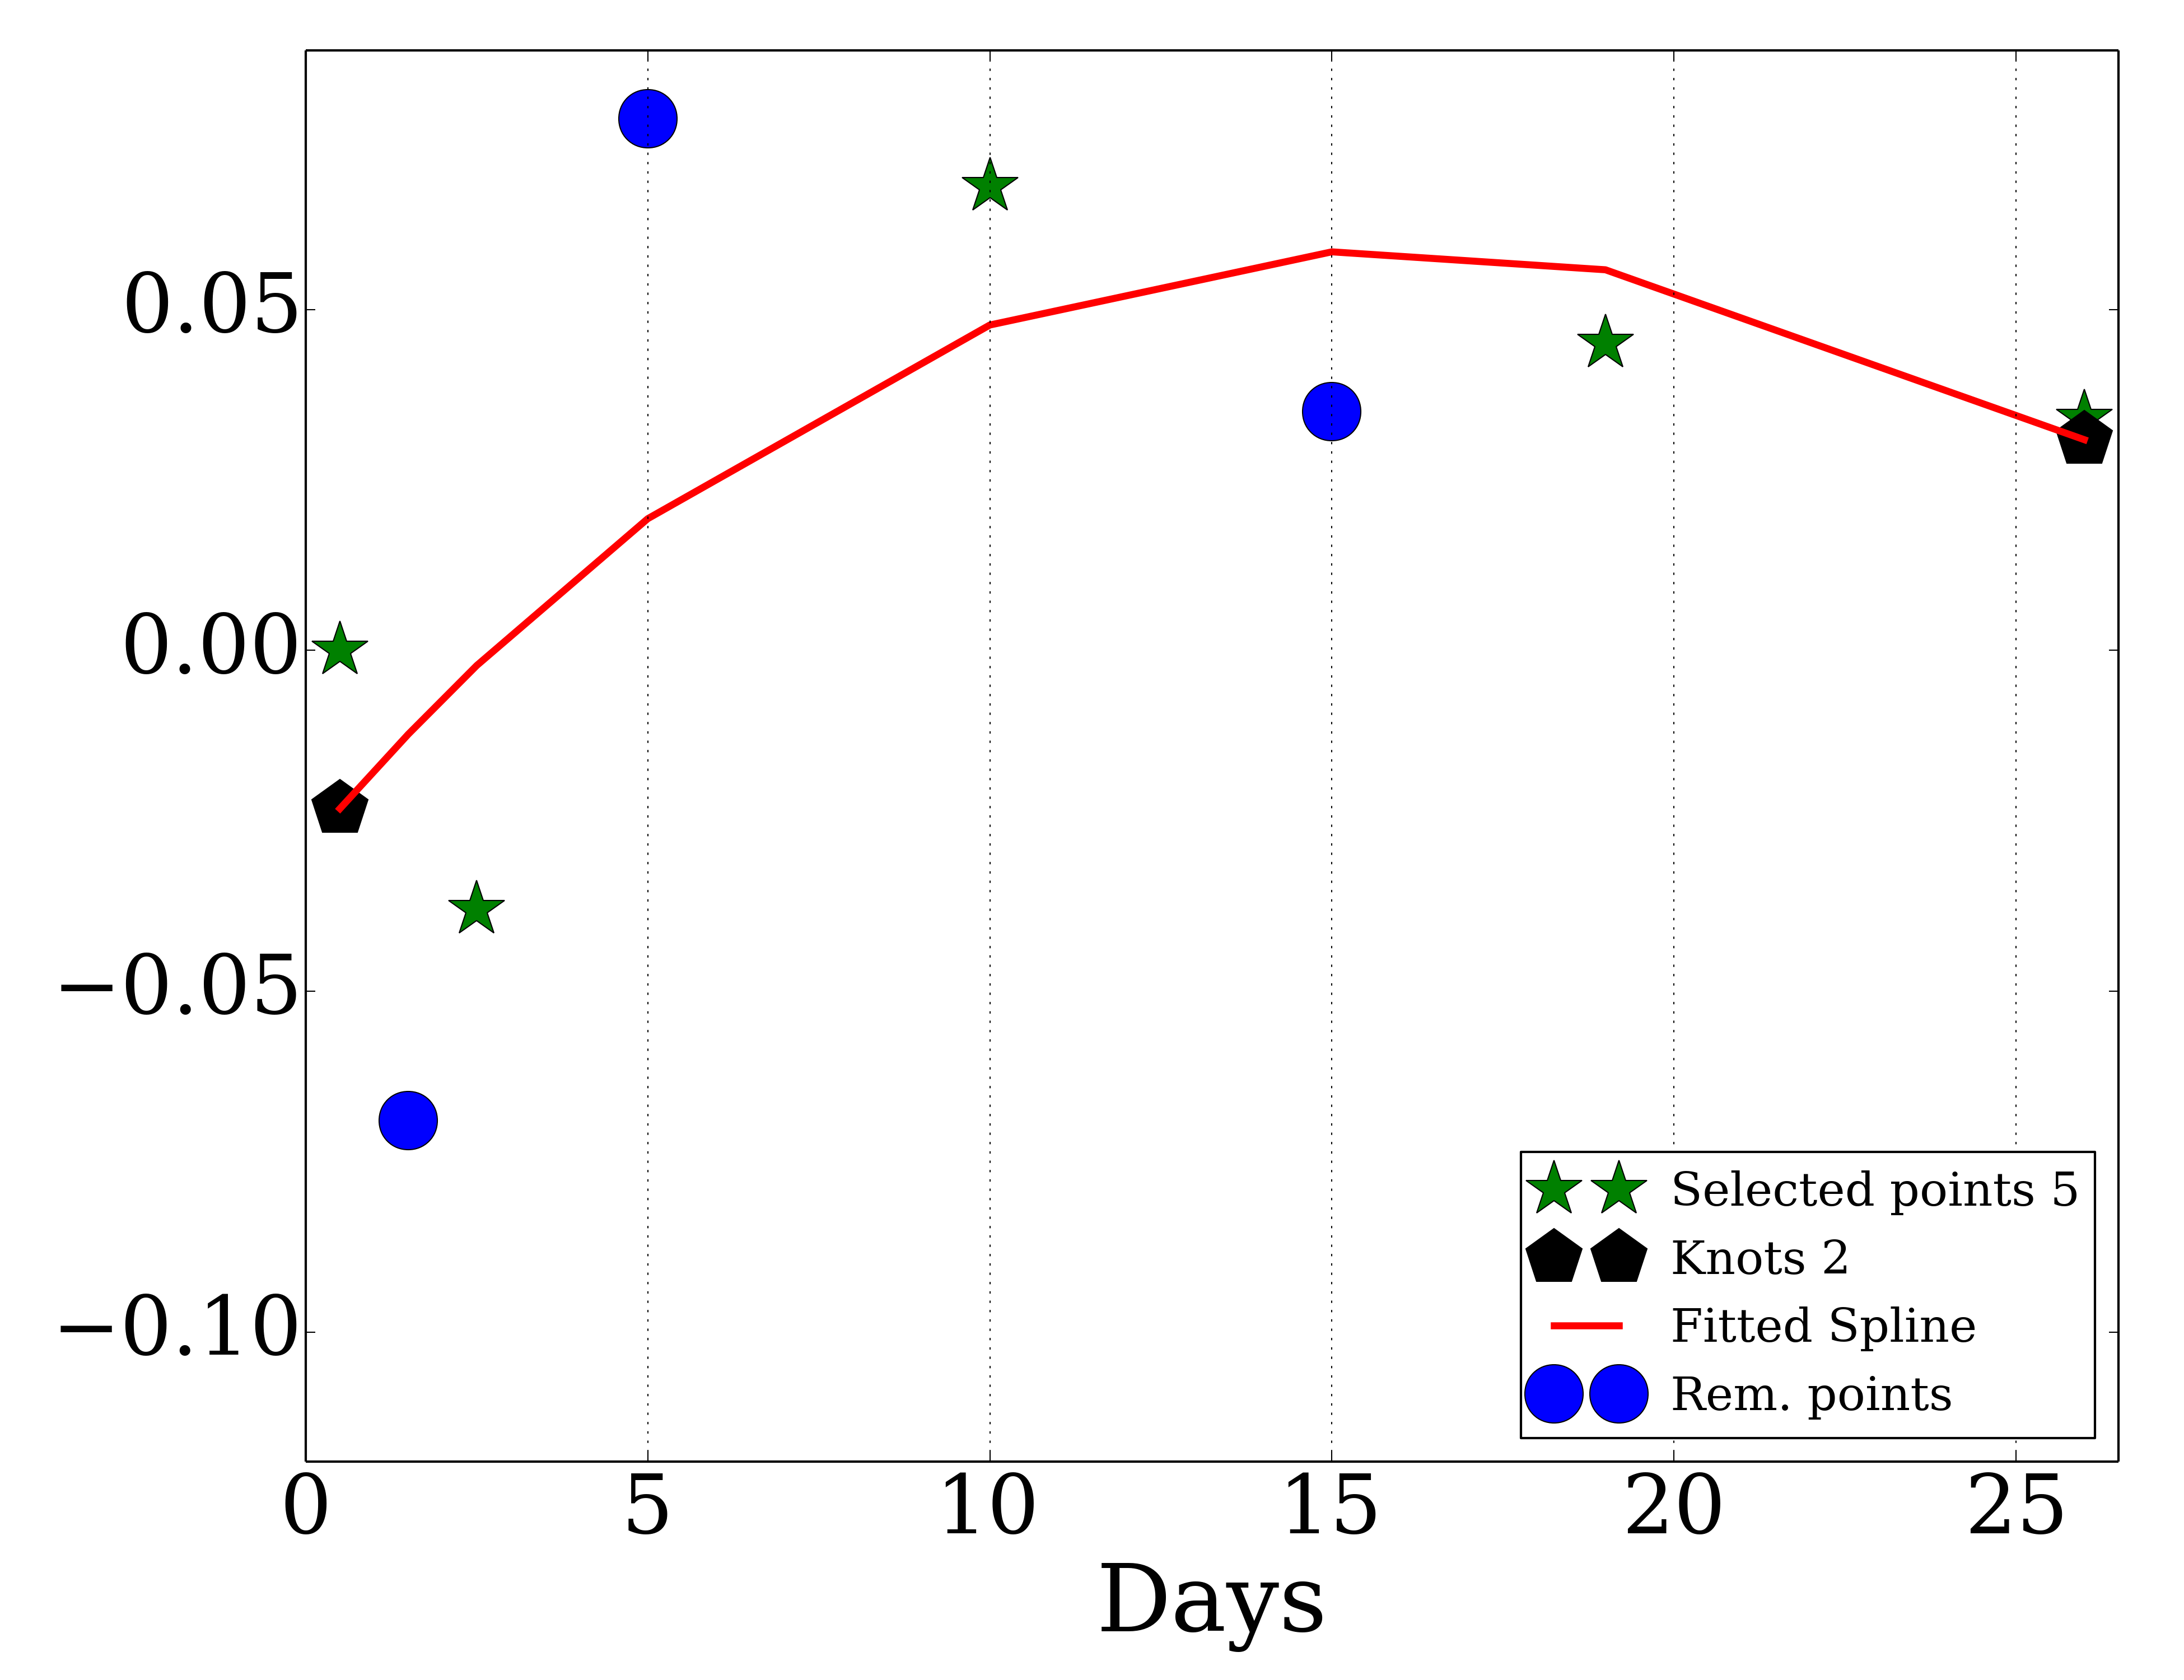 0.05
0.00
−0.05
−0.10
0 5 10 15 20 25
Days
Selected points 5
Knots 2
Fitted Spline
Rem. points